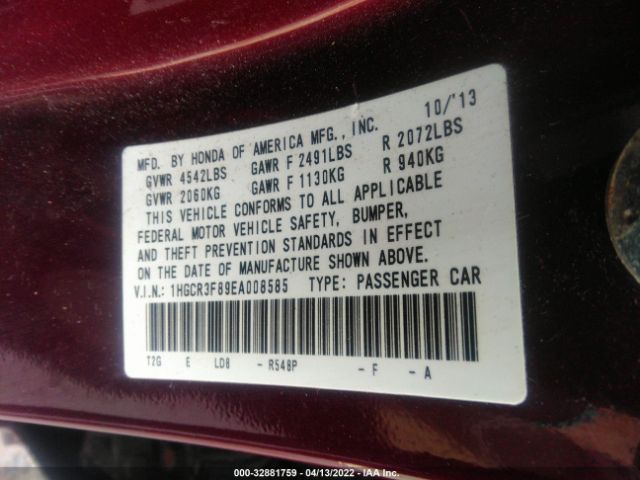 10/'13
MFD. BY HONDA OF AMERICA MFG., INC.
GVWR 4542LBS GAWR F 2491LBS R 2072LBS
GVWR 2060KG GAWR F 1130KG R 940KG
THIS VEHICLE CONFORMS TO ALL APPLICABLE
FEDERAL MOTOR VEHICLE SAFETY, BUMPER,
AND THEFT PREVENTION STANDARDS IN EFFECT
ON THE DATE OF MANUFACTURE SHOWN ABOVE.
V.I.N.: 1HGCR3F89EA008585 TYPE: PASSENGER CAR
T2G E LD8 - R548P - F - A
000-32881759 - 04/13/2022 - IAA Inc.